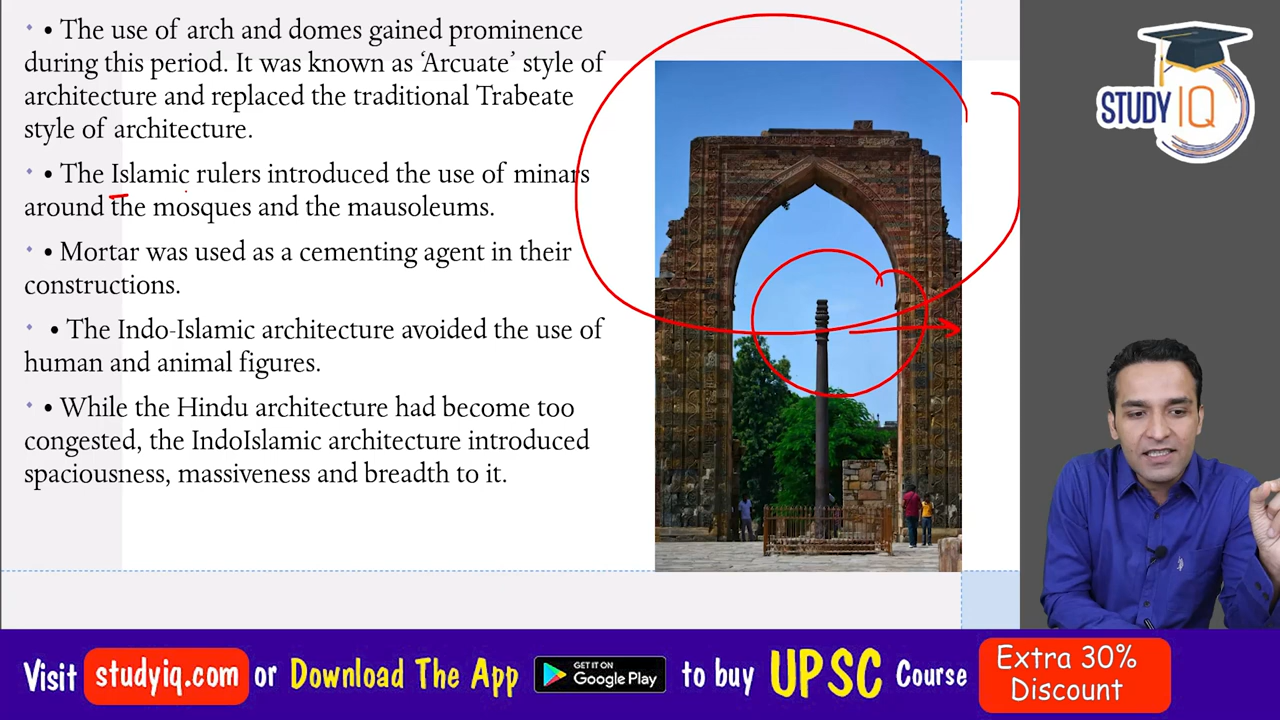 • The use of arch and domes gained prominence
during this period. It was known as ‘Arcuate’ style of
architecture and replaced the traditional Trabeate
style of architecture.
• The Islamic rulers introduced the use of minars
around the mosques and the mausoleums.
• Mortar was used as a cementing agent in their
constructions.
• The Indo-Islamic architecture avoided the use of
human and animal figures.
• While the Hindu architecture had become too
congested, the IndoIslamic architecture introduced
spaciousness, massiveness and breadth to it.
STUDY IQ
Visit studyiq.com or Download The App GET IT ON Google Play to buy UPSC Course
Extra 30%
Discount